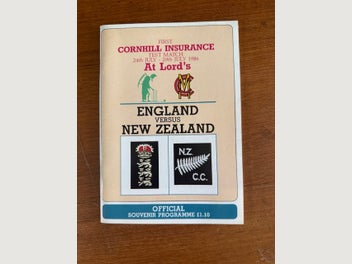 FIRST
CORNHILL INSURANCE
TEST MATCH
24th JULY - 29th JULY 1986
At Lord's
ENGLAND
VERSUS
NEW ZEALAND
N.Z.
C.C.
OFFICIAL
SOUVENIR PROGRAMME £1.10